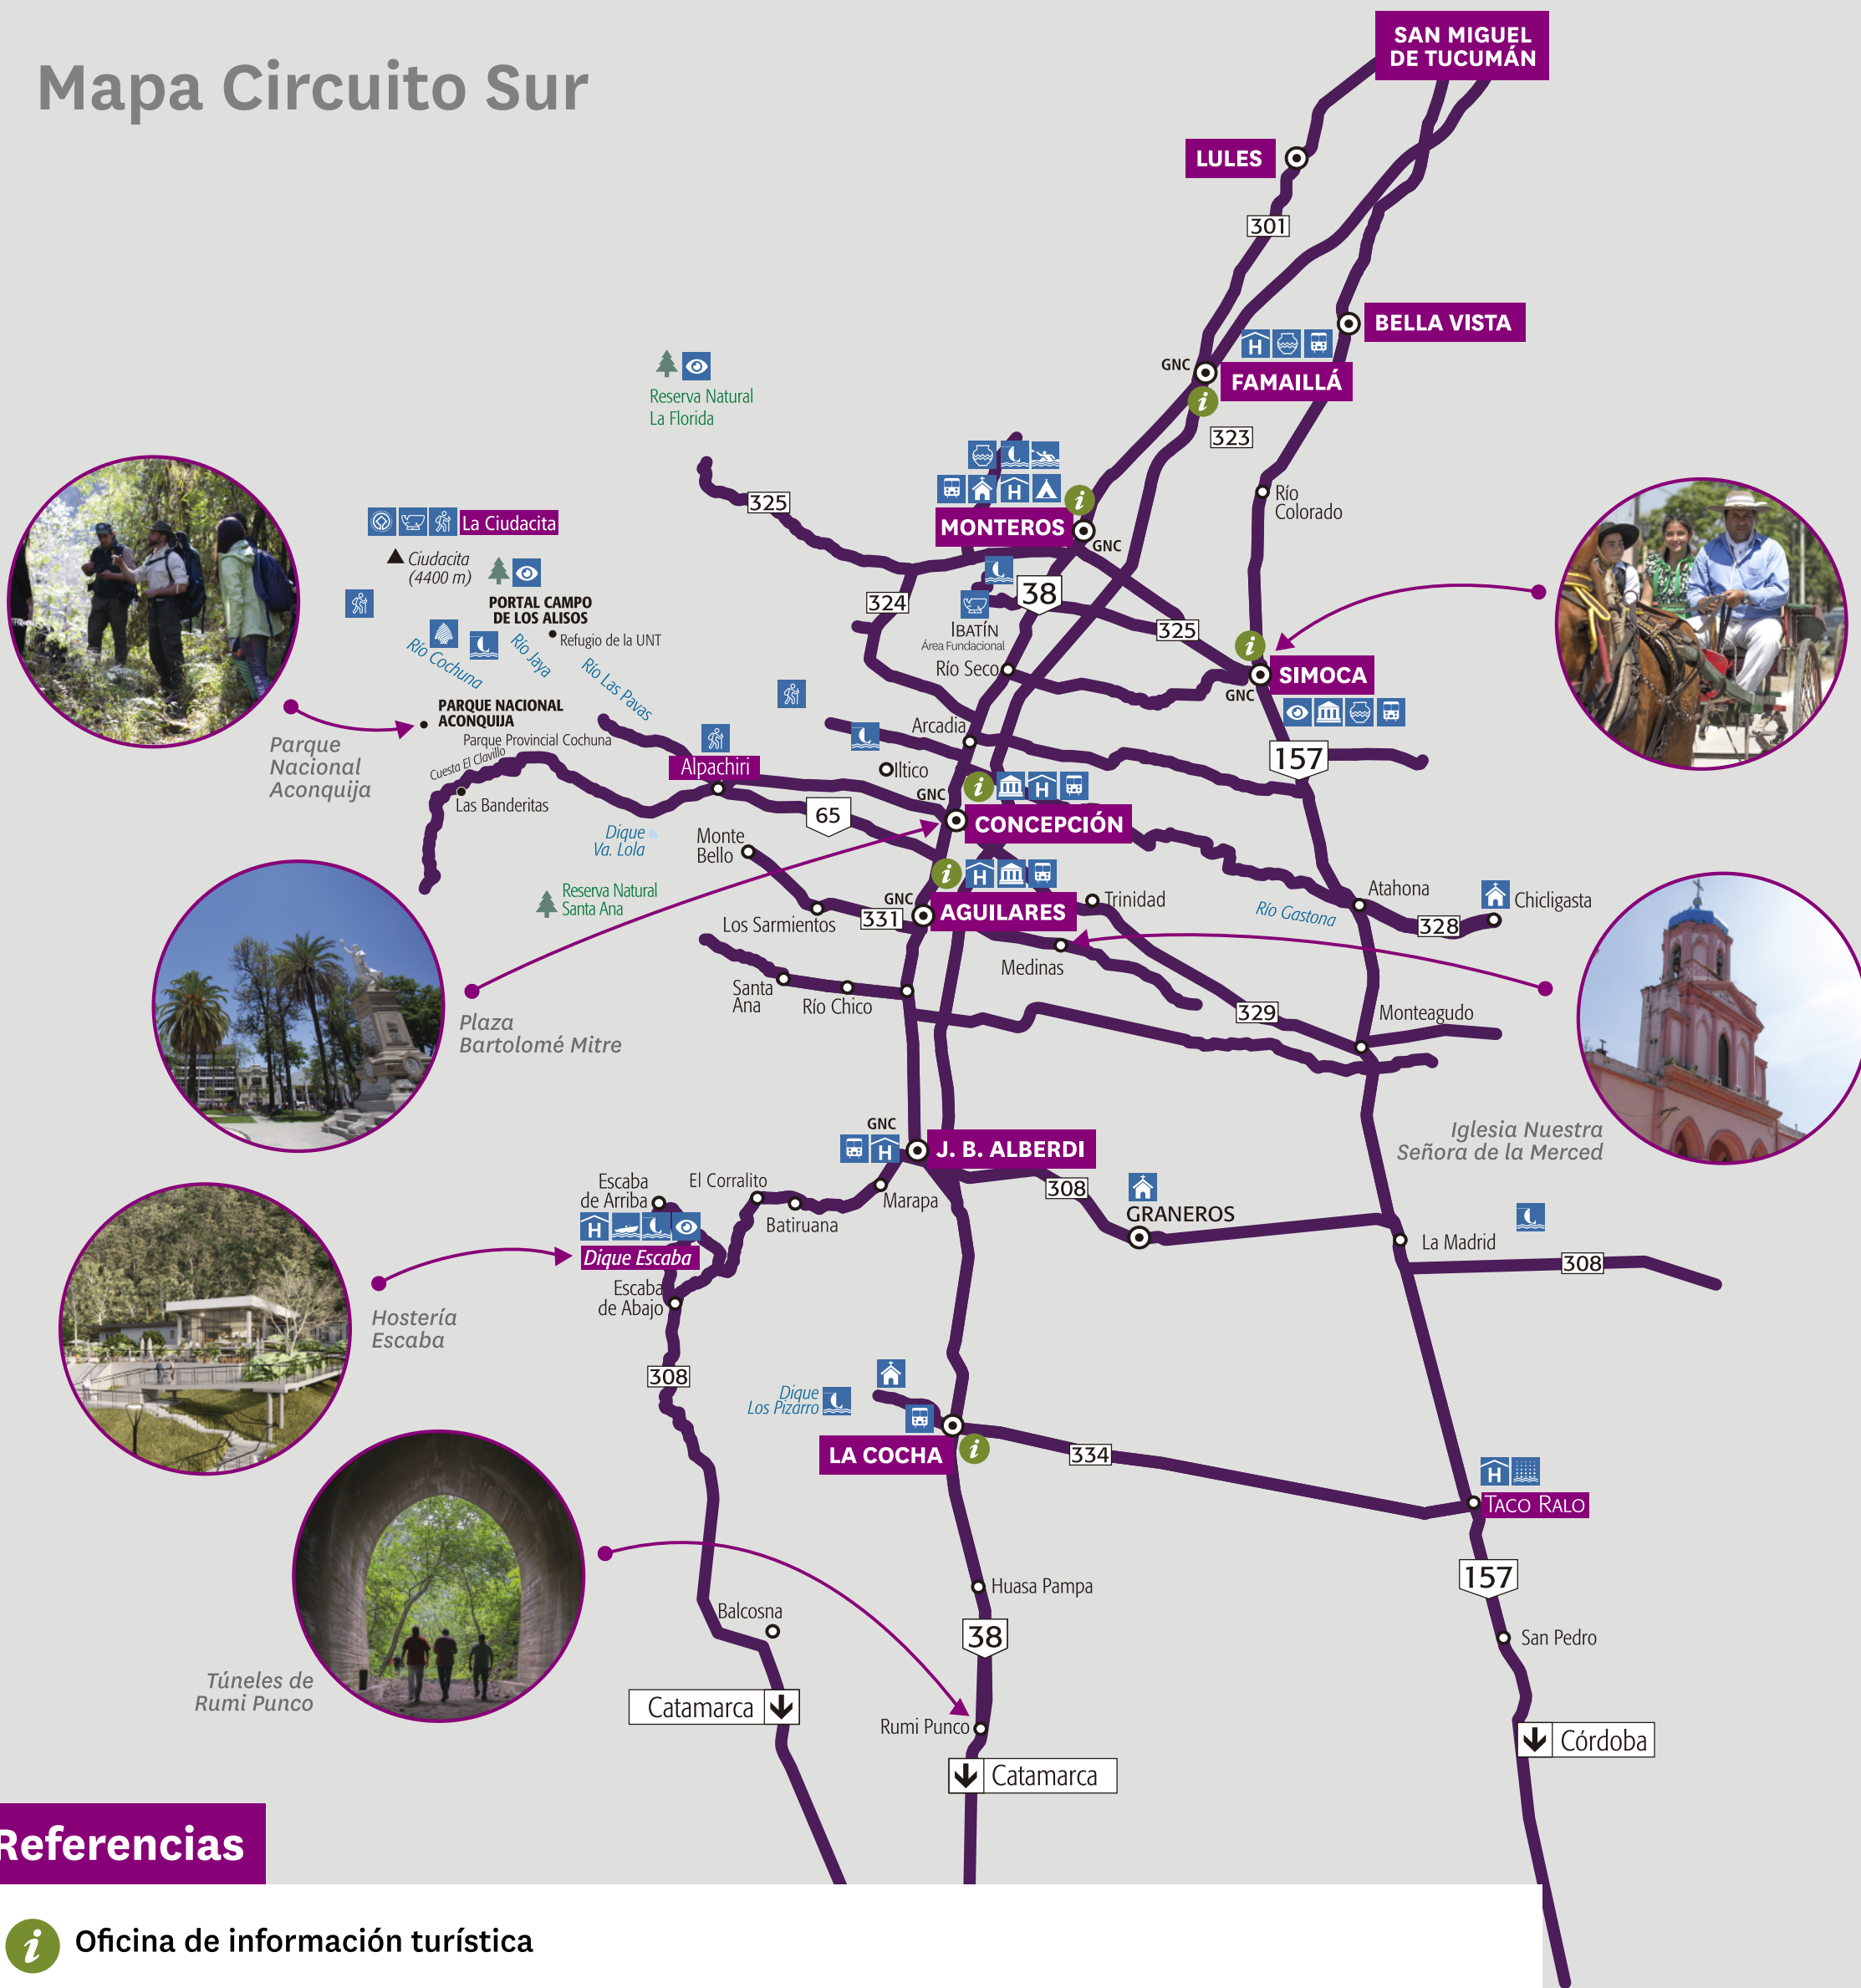 Mapa Circuito Sur
SAN MIGUEL
DE TUCUMÁN
LULES
301
BELLA VISTA
GNC
FAMAILLÁ
323
Reserva Natural
La Florida
325
MONTEROS
GNC
Río
Colorado
La Ciudacita
Ciudacita
(4400 m)
PORTAL CAMPO
DE LOS ALISOS
Refugio de la UNT
Río Cochuna
Río Jaya
Río Las Pavas
324
38
IBATÍN
Área Fundacional
325
Río Seco
SIMOCA
GNC
PARQUE NACIONAL
ACONQUIJA
Parque Provincial Cochuna
Cuesta El Clavillo
Las Banderitas
Parque
Nacional
Aconquija
Arcadia
157
Alpachiri
Iltico
GNC
65
CONCEPCIÓN
Dique
Va. Lola
Monte
Bello
Reserva Natural
Santa Ana
Los Sarmientos
GNC
331
AGUILARES
Trinidad
Atahona
Chicligasta
Río Gastona
328
Medinas
Santa
Ana
Río Chico
329
Monteagudo
Plaza
Bartolomé Mitre
Iglesia Nuestra
Señora de la Merced
GNC
J. B. ALBERDI
Escaba
de Arriba
El Corralito
Batiruana
Marapa
308
GRANEROS
La Madrid
308
Dique Escaba
Escaba
de Abajo
Hostería
Escaba
308
Dique
Los Pizarro
LA COCHA
334
TACO RALO
Huasa Pampa
157
Balcosna
38
San Pedro
Túneles de
Rumi Punco
Catamarca
Rumi Punco
Córdoba
Catamarca
Referencias
Oficina de información turística